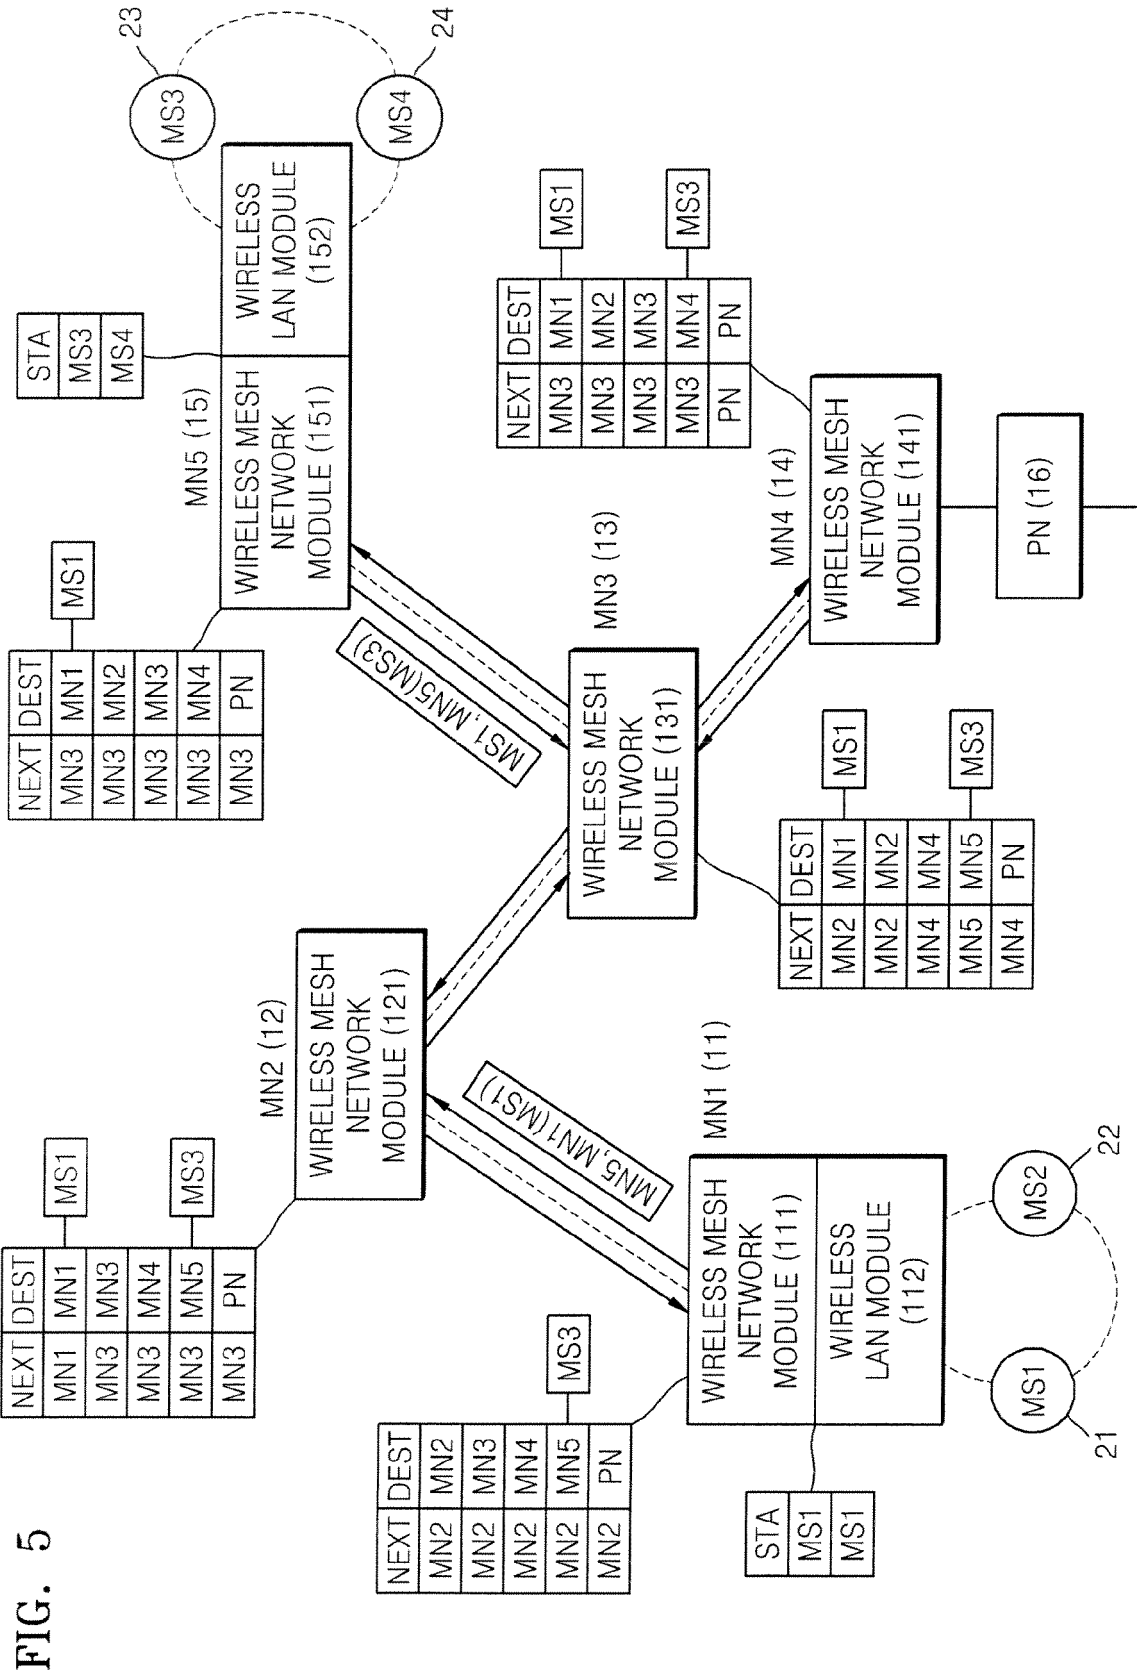 FIG. 5
NEXT DEST
MN1 MN1
MN3 MN3
MN3 MN4
MN3 MN5
MN3 PN
MS1
MS3
MN2 (12)
WIRELESS MESH
NETWORK
MODULE (121)
NEXT DEST
MN3 MN1
MN3 MN2
MN3 MN3
MN3 MN4
MN3 PN
MS1
STA
MS3
MS4
MN5 (15)
WIRELESS MESH
NETWORK
MODULE (151)
WIRELESS
LAN MODULE
(152)
MS3
23
MS4
24
MS1, MN5(MS3)
NEXT DEST
MN2 MN2
MN2 MN3
MN2 MN4
MN2 MN5
MN2 PN
MS3
MN5, MN1(MS1)
MN3 (13)
WIRELESS MESH
NETWORK
MODULE (131)
NEXT DEST
MN3 MN1
MN3 MN2
MN3 MN3
MN3 MN4
PN PN
MS1
MS3
MN1 (11)
WIRELESS MESH
NETWORK
MODULE (111)
WIRELESS
LAN MODULE
(112)
STA
MS1
MS1
MS1
21
MS2
22
NEXT DEST
MN2 MN1
MN2 MN2
MN4 MN4
MN5 MN5
MN4 PN
MS1
MS3
MN4 (14)
WIRELESS MESH
NETWORK
MODULE (141)
PN (16)